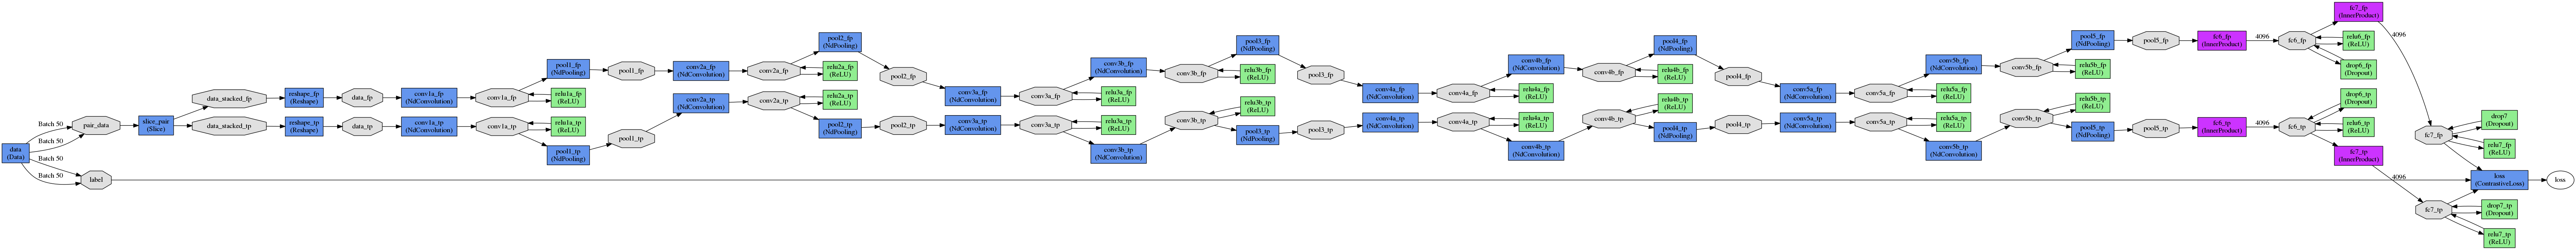 data
(Data)
Batch 50
Batch 50
Batch 50
Batch 50
pair_data
label
slice_pair
(Slice)
data_stacked_fp
data_stacked_tp
reshape_fp
(Reshape)
reshape_tp
(Reshape)
data_fp
data_tp
conv1a_fp
(NdConvolution)
conv1a_tp
(NdConvolution)
conv1a_fp
conv1a_tp
pool1_fp
(NdPooling)
relu1a_fp
(ReLU)
relu1a_tp
(ReLU)
pool1_tp
(NdPooling)
pool1_fp
pool1_tp
conv2a_fp
(NdConvolution)
conv2a_tp
(NdConvolution)
conv2a_fp
conv2a_tp
pool2_fp
(NdPooling)
relu2a_fp
(ReLU)
relu2a_tp
(ReLU)
pool2_tp
(NdPooling)
pool2_fp
pool2_tp
conv3a_fp
(NdConvolution)
conv3a_tp
(NdConvolution)
conv3a_fp
conv3a_tp
conv3b_fp
(NdConvolution)
relu3a_fp
(ReLU)
relu3a_tp
(ReLU)
conv3b_tp
(NdConvolution)
conv3b_fp
conv3b_tp
pool3_fp
(NdPooling)
relu3b_fp
(ReLU)
relu3b_tp
(ReLU)
pool3_tp
(NdPooling)
pool3_fp
pool3_tp
conv4a_fp
(NdConvolution)
conv4a_tp
(NdConvolution)
conv4a_fp
conv4a_tp
conv4b_fp
(NdConvolution)
relu4a_fp
(ReLU)
relu4a_tp
(ReLU)
conv4b_tp
(NdConvolution)
conv4b_fp
conv4b_tp
pool4_fp
(NdPooling)
relu4b_fp
(ReLU)
relu4b_tp
(ReLU)
pool4_tp
(NdPooling)
pool4_fp
pool4_tp
conv5a_fp
(NdConvolution)
conv5a_tp
(NdConvolution)
conv5a_fp
conv5a_tp
conv5b_fp
(NdConvolution)
relu5a_fp
(ReLU)
relu5a_tp
(ReLU)
conv5b_tp
(NdConvolution)
conv5b_fp
conv5b_tp
pool5_fp
(NdPooling)
relu5b_fp
(ReLU)
relu5b_tp
(ReLU)
pool5_tp
(NdPooling)
pool5_fp
pool5_tp
fc6_fp
(InnerProduct)
fc6_tp
(InnerProduct)
4096
4096
fc6_fp
fc6_tp
fc7_fp
(InnerProduct)
relu6_fp
(ReLU)
drop6_fp
(Dropout)
drop6_tp
(Dropout)
relu6_tp
(ReLU)
fc7_tp
(InnerProduct)
4096
4096
fc7_fp
fc7_tp
drop7
(Dropout)
relu7_fp
(ReLU)
loss
(ContrastiveLoss)
drop7_tp
(Dropout)
relu7_tp
(ReLU)
loss